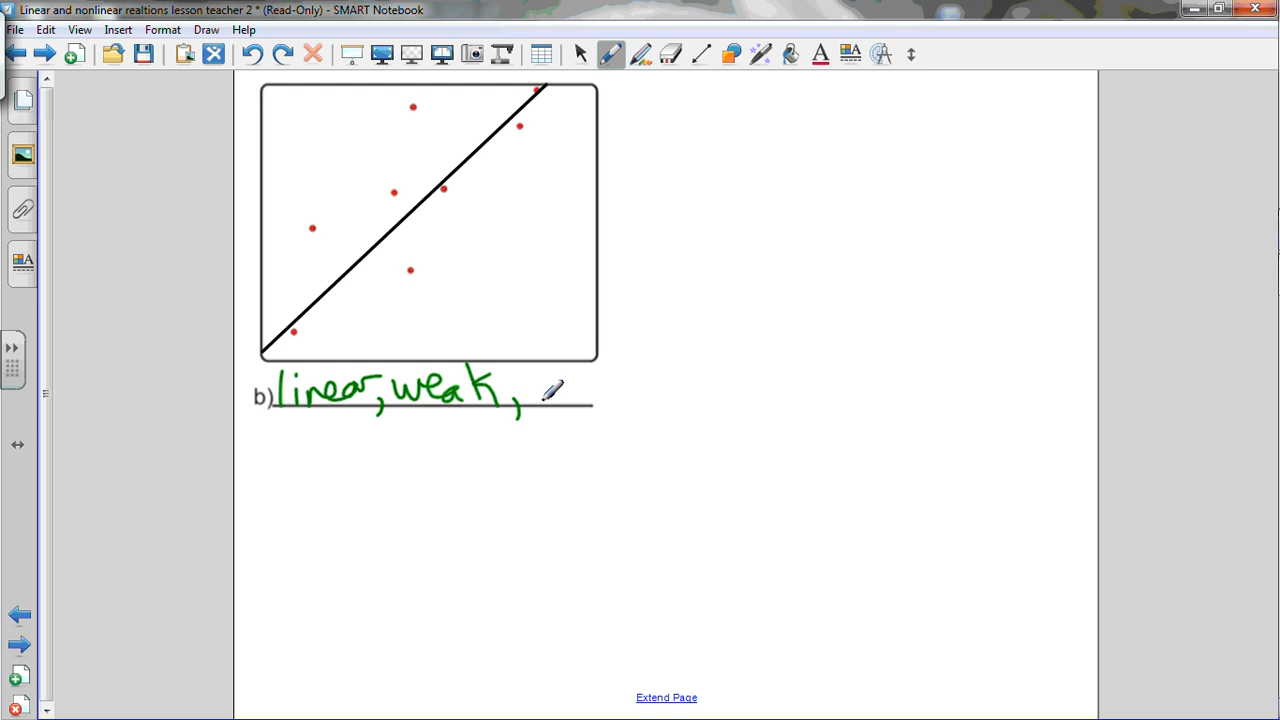 Linear and nonlinear realtions lesson teacher 2 * (Read-Only) - SMART Notebook
File Edit View Insert Format Draw Help
b) linear, weak,
Extend Page